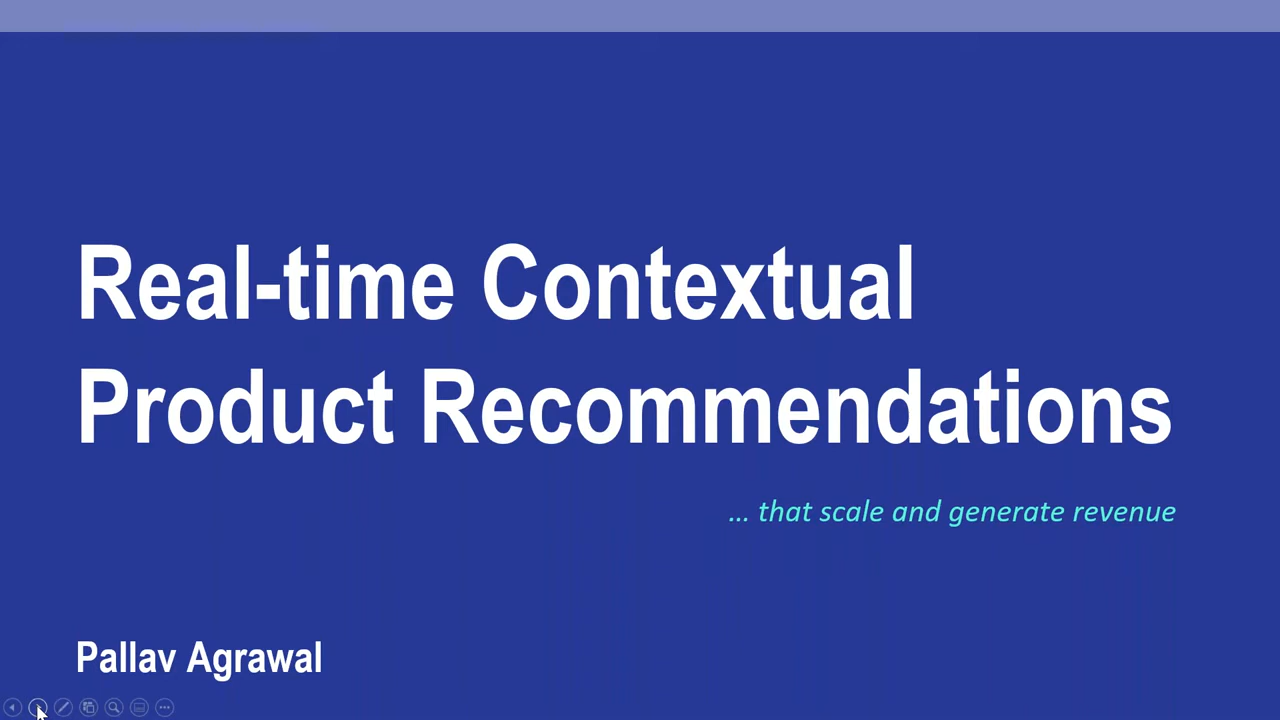 Real-time Contextual
Product Recommendations
... that scale and generate revenue
Pallav Agrawal